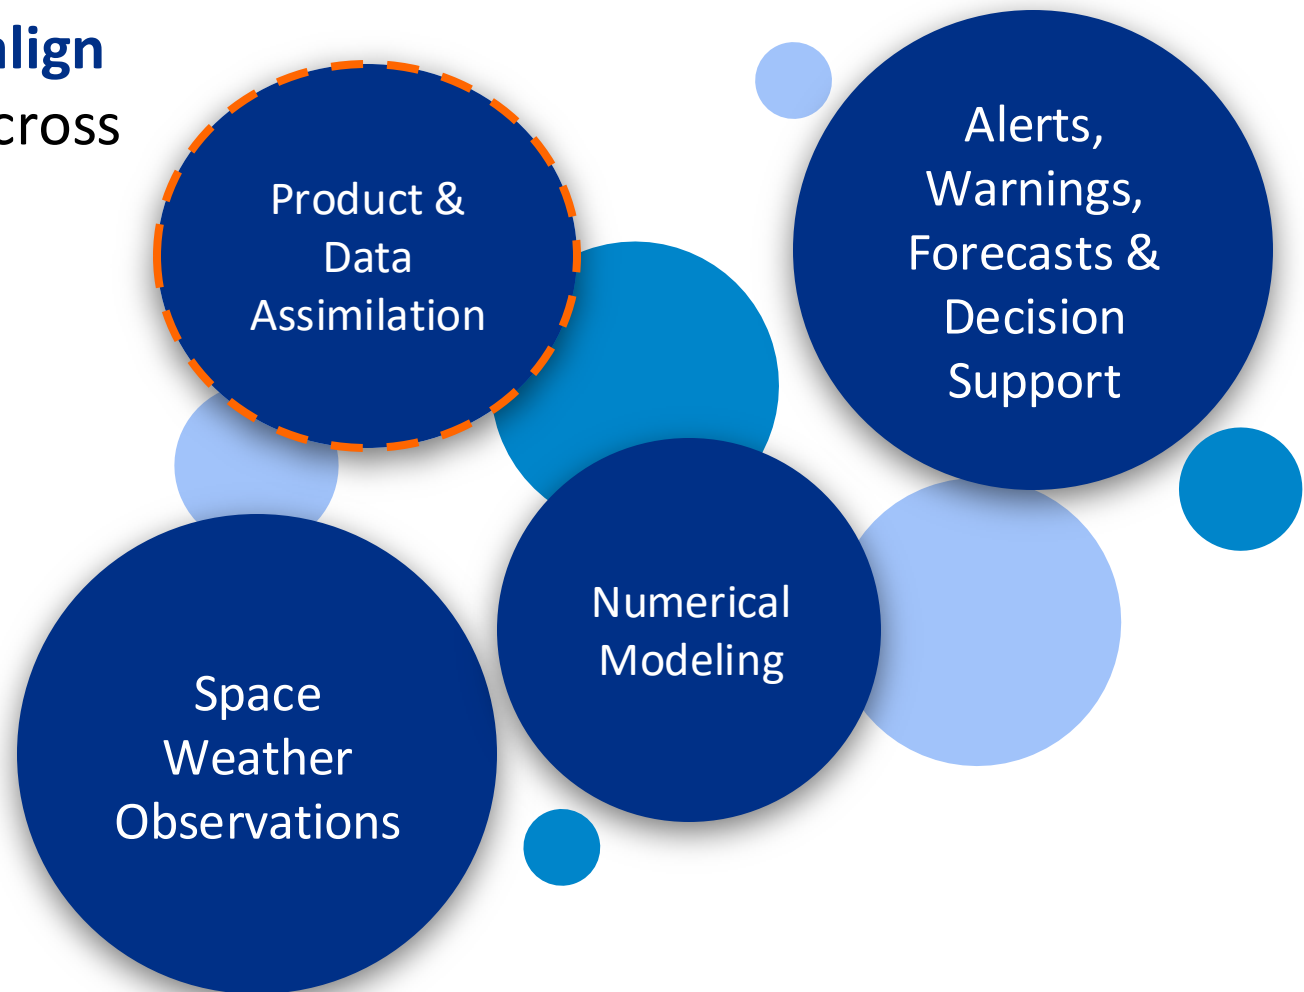 lign
cross
Product &
Data
Assimilation
Alerts,
Warnings,
Forecasts &
Decision
Support
Numerical
Modeling
Space
Weather
Observations